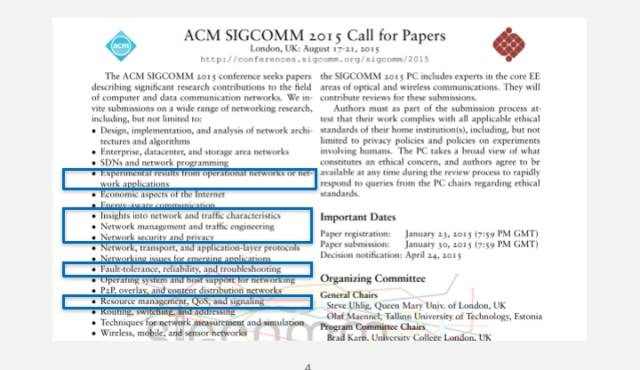 acm
ACM SIGCOMM 2015 Call for Papers
London, UK: August 17-21, 2015
http://conferences.sigcomm.org/sigcomm/2015
The ACM SIGCOMM 2015 conference seeks papers
describing significant research contributions to the field
of computer and data communication networks. We in-
vite submissions on a wide range of networking research,
including, but not limited to:
• Design, implementation, and analysis of network archi-
tectures and algorithms
• Enterprise, datacenter, and storage area networks
• SDNs and network programming
• Experimental results from operational networks or net-
work applications
• Economic aspects of the Internet
• Energy-aware communication
• Insights into network and traffic characteristics
• Network management and traffic engineering
• Network security and privacy
• Network, transport, and application-layer protocols
• Networking issues for emerging applications
• Fault-tolerance, reliability, and troubleshooting
• Operating system and host support for networking
• P2P, overlay, and content distribution networks
• Resource management, QoS, and signaling
• Routing, switching, and addressing
• Techniques for network measurement and simulation
• Wireless, mobile, and sensor networks
the SIGCOMM 2015 PC includes experts in the core EE
areas of optical and wireless communications. They will
contribute reviews for these submissions.
Authors must as part of the submission process at-
test that their work complies with all applicable ethical
standards of their home institution(s), including, but not
limited to privacy policies and policies on experiments
involving humans. The PC takes a broad view of what
constitutes an ethical concern, and authors agree to be
available at any time during the review process to rapidly
respond to queries from the PC chairs regarding ethical
standards.
Important Dates
Paper registration: January 23, 2015 (7:59 PM GMT)
Paper submission: January 30, 2015 (7:59 PM GMT)
Decision notification: April 24, 2015
Organizing Committee
General Chairs
Steve Uhlig, Queen Mary Univ. of London, UK
Olaf Maennel, Tallinn University of Technology, Estonia
Program Committee Chairs
Brad Karp, University College London, UK
4